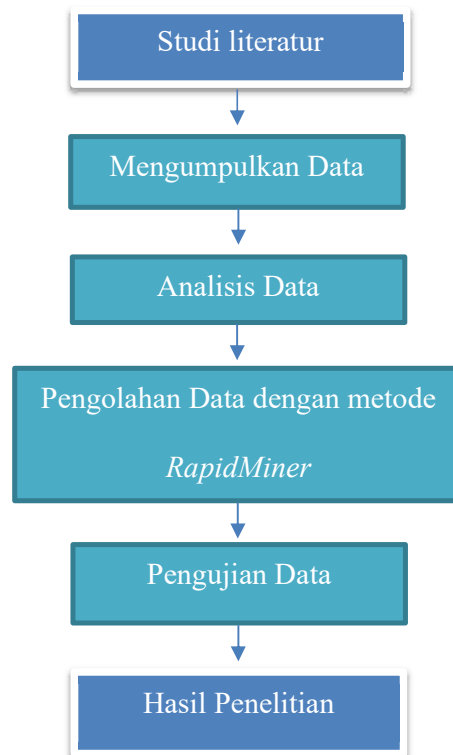 Studi literatur
Mengumpulkan Data
Analisis Data
Pengolahan Data dengan metode
RapidMiner
Pengujian Data
Hasil Penelitian